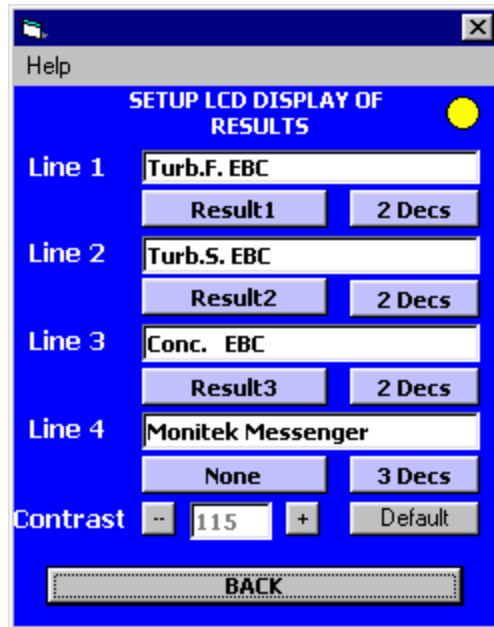 Help
SETUP LCD DISPLAY OF
RESULTS
Line 1 Turb.F. EBC
Result1 2 Decs
Line 2 Turb.S. EBC
Result2 2 Decs
Line 3 Conc. EBC
Result3 2 Decs
Line 4 Monitek Messenger
None 3 Decs
Contrast -- 115 + Default
BACK